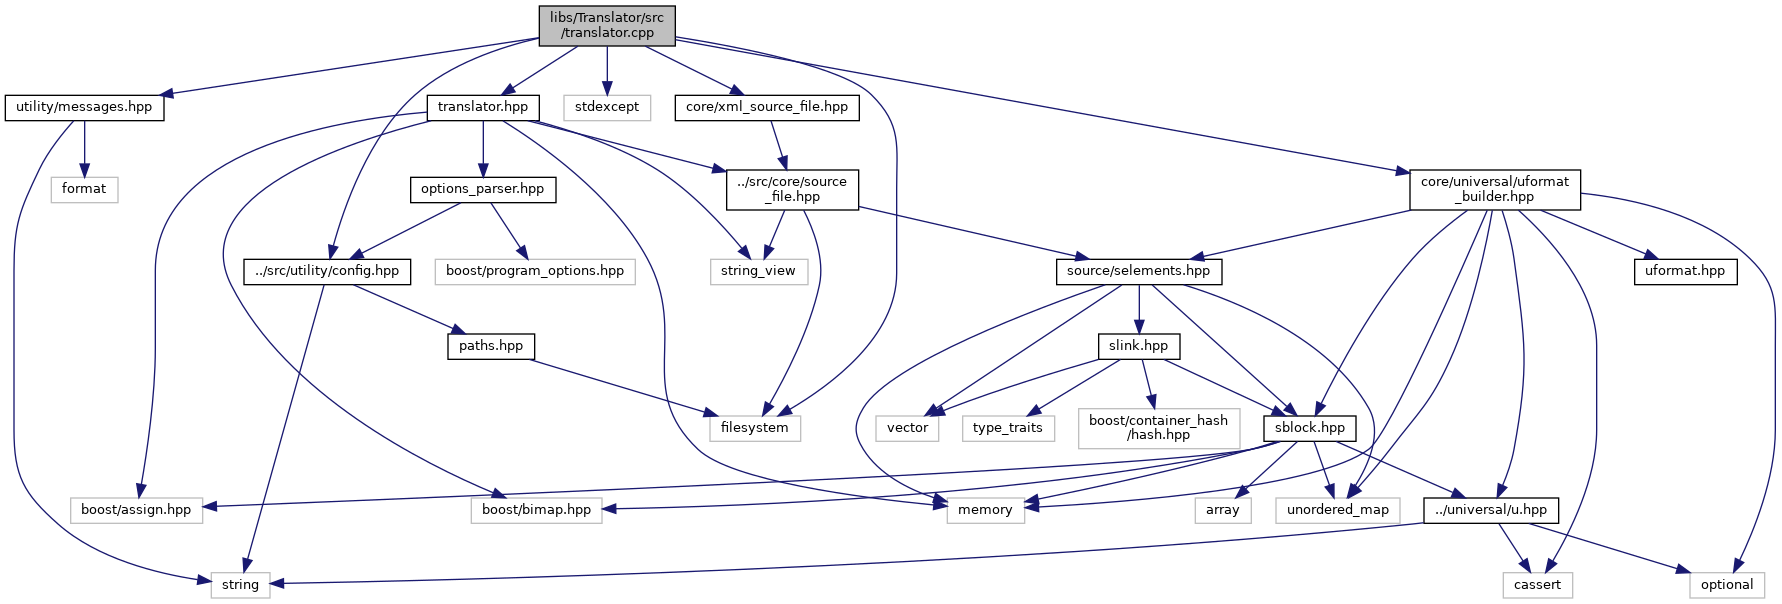 libs/Translator/src
/translator.cpp
utility/messages.hpp
translator.hpp
stdexcept
core/xml_source_file.hpp
format
options_parser.hpp
../src/core/source
_file.hpp
core/universal/uformat
_builder.hpp
../src/utility/config.hpp
boost/program_options.hpp
string_view
source/selements.hpp
uformat.hpp
paths.hpp
slink.hpp
filesystem
vector
type_traits
boost/container_hash
/hash.hpp
sblock.hpp
boost/assign.hpp
boost/bimap.hpp
memory
array
unordered_map
../universal/u.hpp
string
cassert
optional